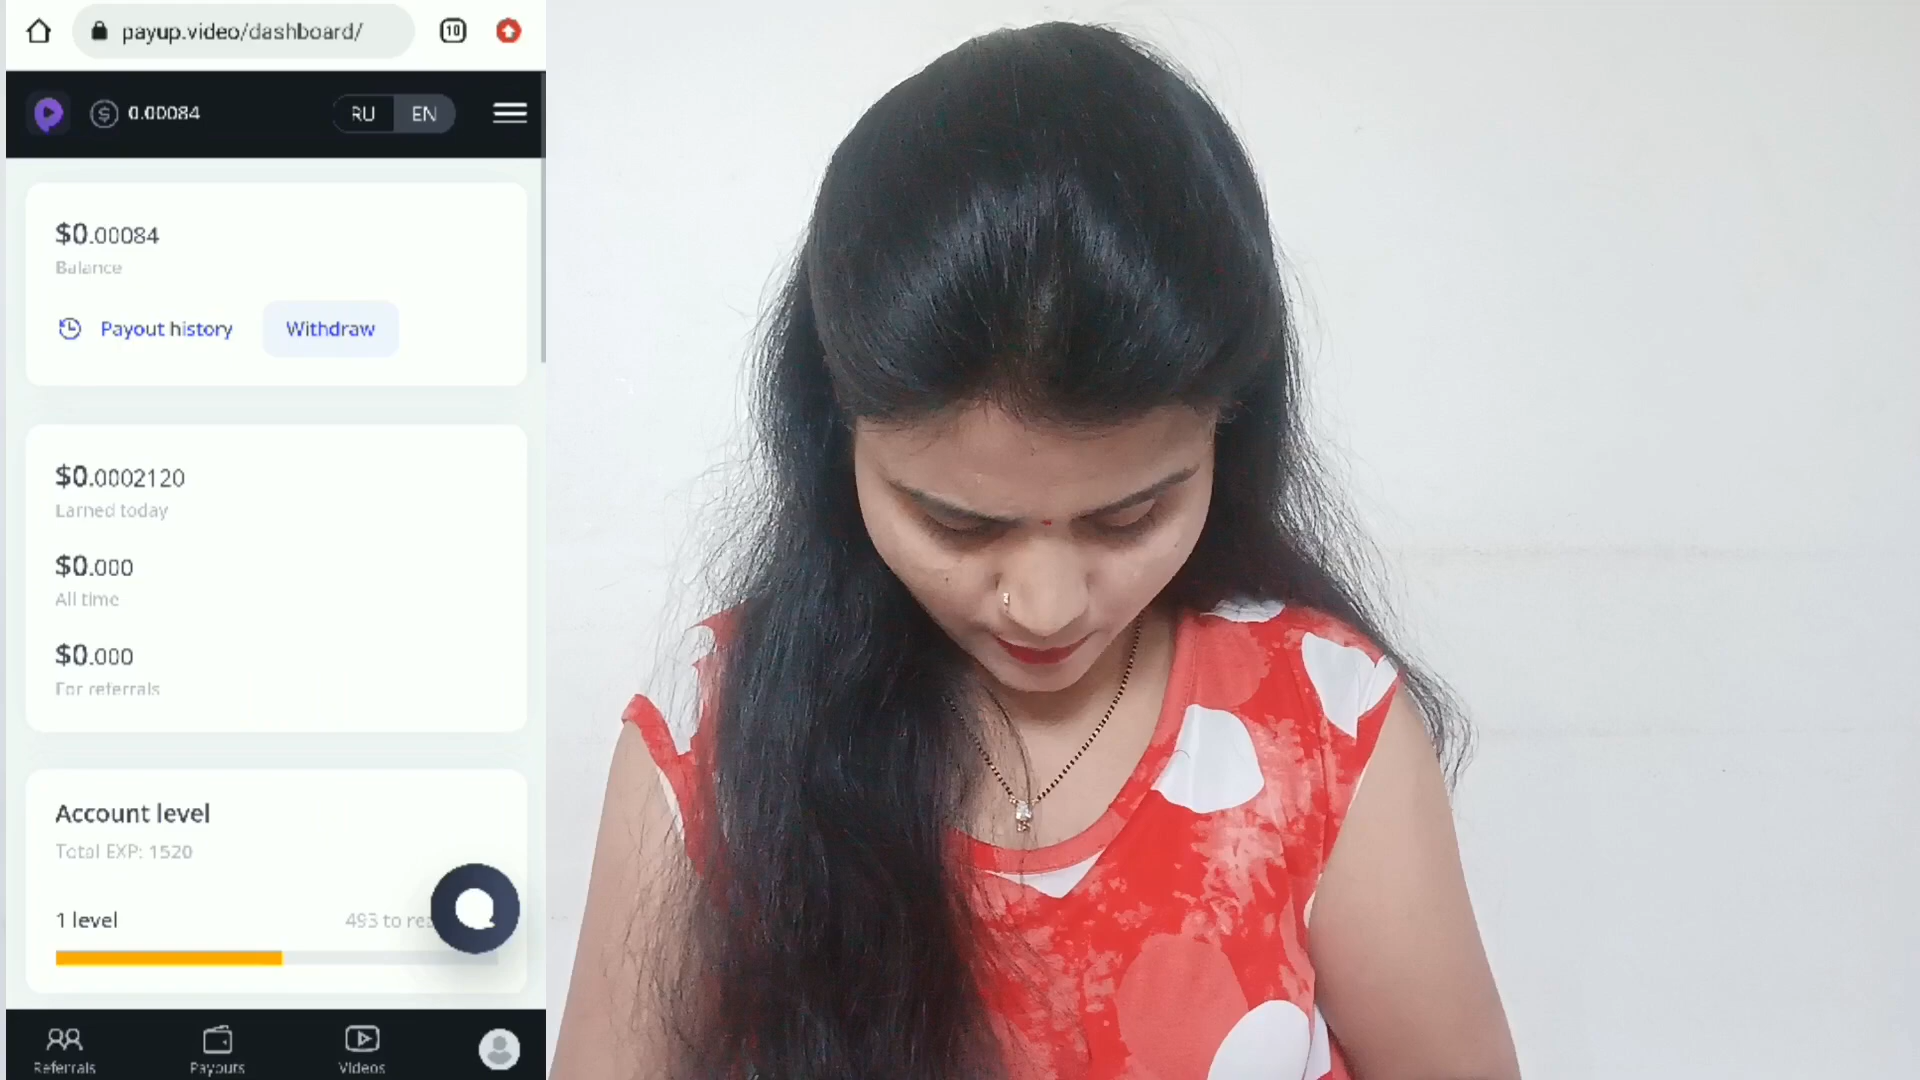 payup.video/dashboard/
10
0.00084
RU EN
$0.00084
Balance
Payout history
Withdraw
$0.0002120
Earned today
$0.000
All time
$0.000
For referrals
Account level
Total EXP: 1520
1 level
493 to
Referrals
Payouts
Videos